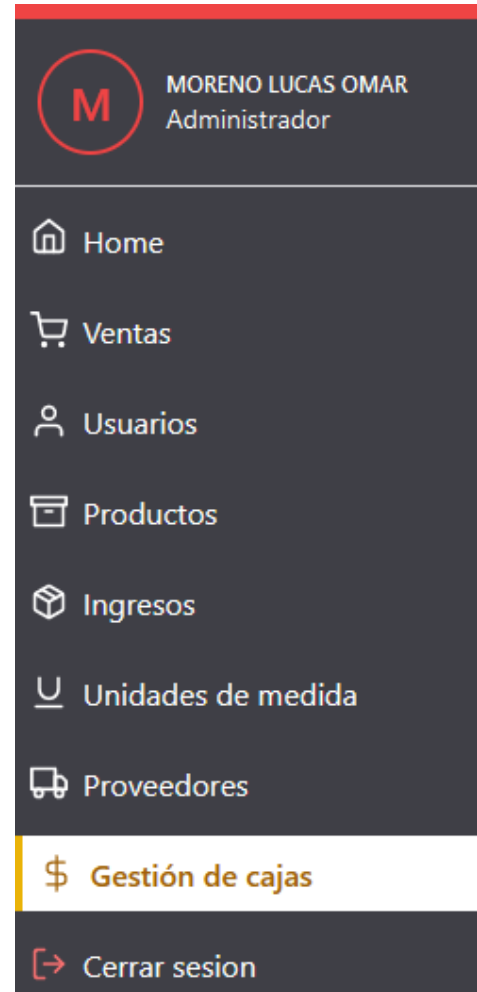 M
MORENO LUCAS OMAR
Administrador
Home
Ventas
Usuarios
Productos
Ingresos
Unidades de medida
Proveedores
$ Gestión de cajas
Cerrar sesion